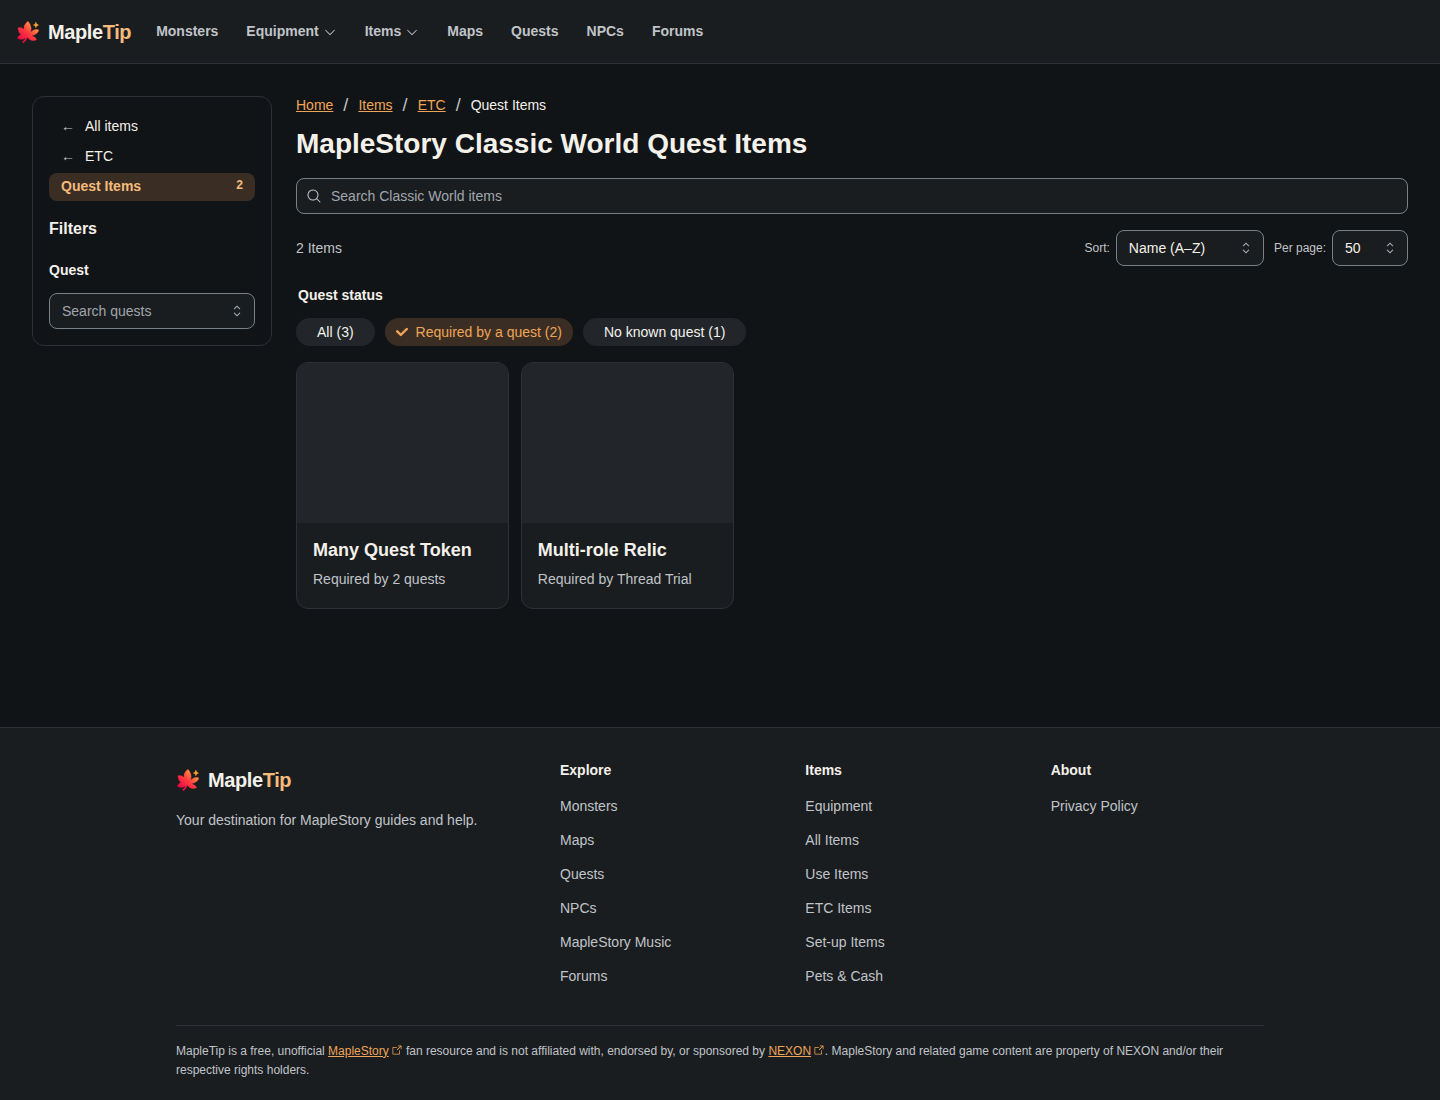 MapleTip Monsters Equipment Items Maps Quests NPCs Forums
← All items
← ETC
Quest Items 2
Filters
Quest
Search quests
Home / Items / ETC / Quest Items
MapleStory Classic World Quest Items
Search Classic World items
2 Items Sort: Name (A–Z) Per page: 50
Quest status
All (3) Required by a quest (2) No known quest (1)
Many Quest Token
Required by 2 quests
Multi-role Relic
Required by Thread Trial
MapleTip
Your destination for MapleStory guides and help.
Explore
Monsters
Maps
Quests
NPCs
MapleStory Music
Forums
Items
Equipment
All Items
Use Items
ETC Items
Set-up Items
Pets & Cash
About
Privacy Policy
MapleTip is a free, unofficial MapleStory fan resource and is not affiliated with, endorsed by, or sponsored by NEXON. MapleStory and related game content are property of NEXON and/or their
respective rights holders.